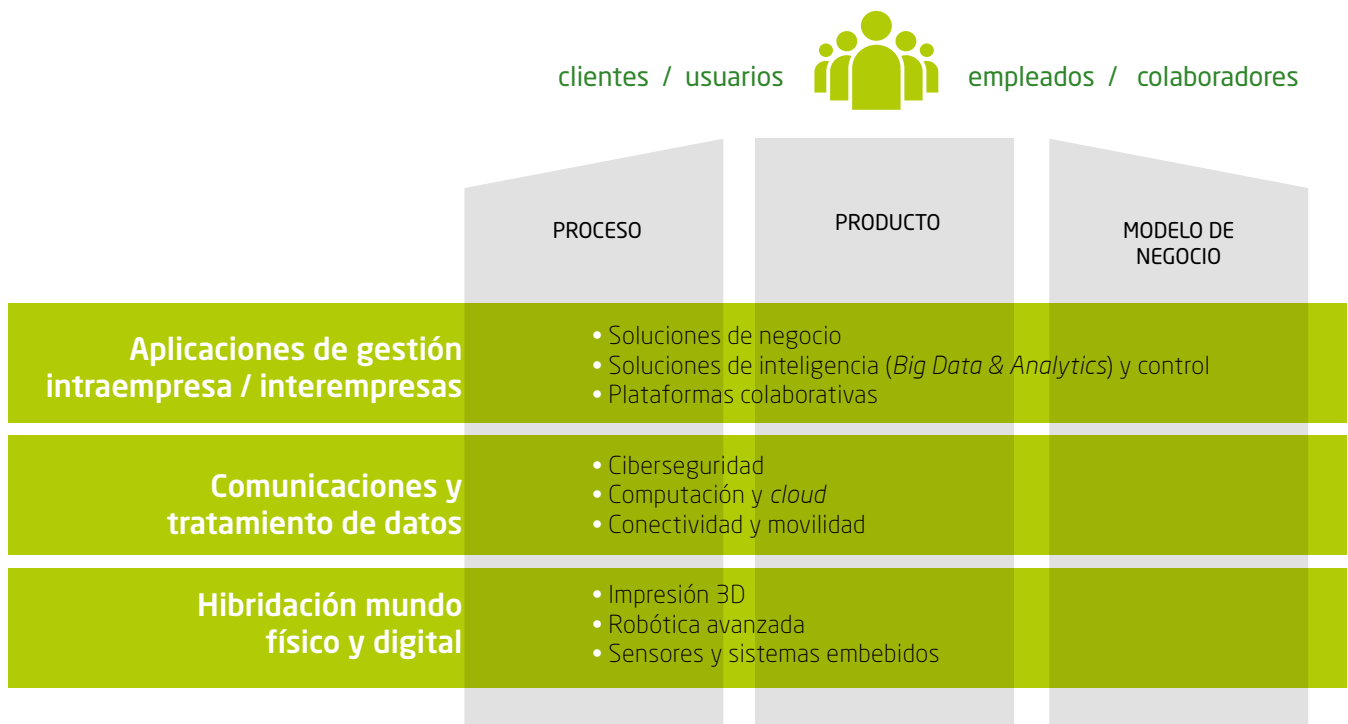 clientes / usuarios empleados / colaboradores
PROCESO
PRODUCTO
MODELO DE
NEGOCIO
Aplicaciones de gestión
intraempresa / interempresas
• Soluciones de negocio
• Soluciones de inteligencia (Big Data & Analytics) y control
• Plataformas colaborativas
Comunicaciones y
tratamiento de datos
• Ciberseguridad
• Computación y cloud
• Conectividad y movilidad
Hibridación mundo
físico y digital
• Impresión 3D
• Robótica avanzada
• Sensores y sistemas embebidos